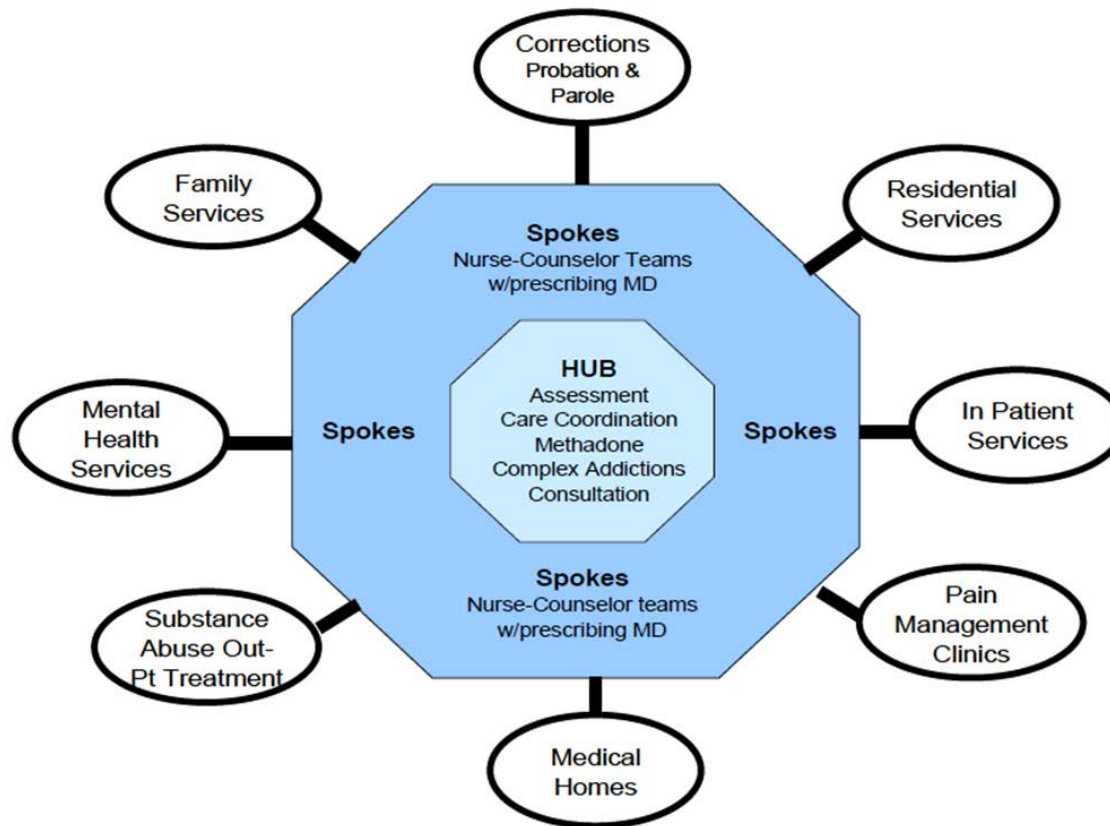 Corrections
Probation &
Parole
Family
Services
Residential
Services
Spokes
Nurse-Counselor Teams
w/prescribing MD
HUB
Assessment
Care Coordination
Methadone
Complex Addictions
Consultation
Mental
Health
Services
Spokes
Spokes
In Patient
Services
Spokes
Nurse-Counselor teams
w/prescribing MD
Substance
Abuse Out-
Pt Treatment
Pain
Management
Clinics
Medical
Homes